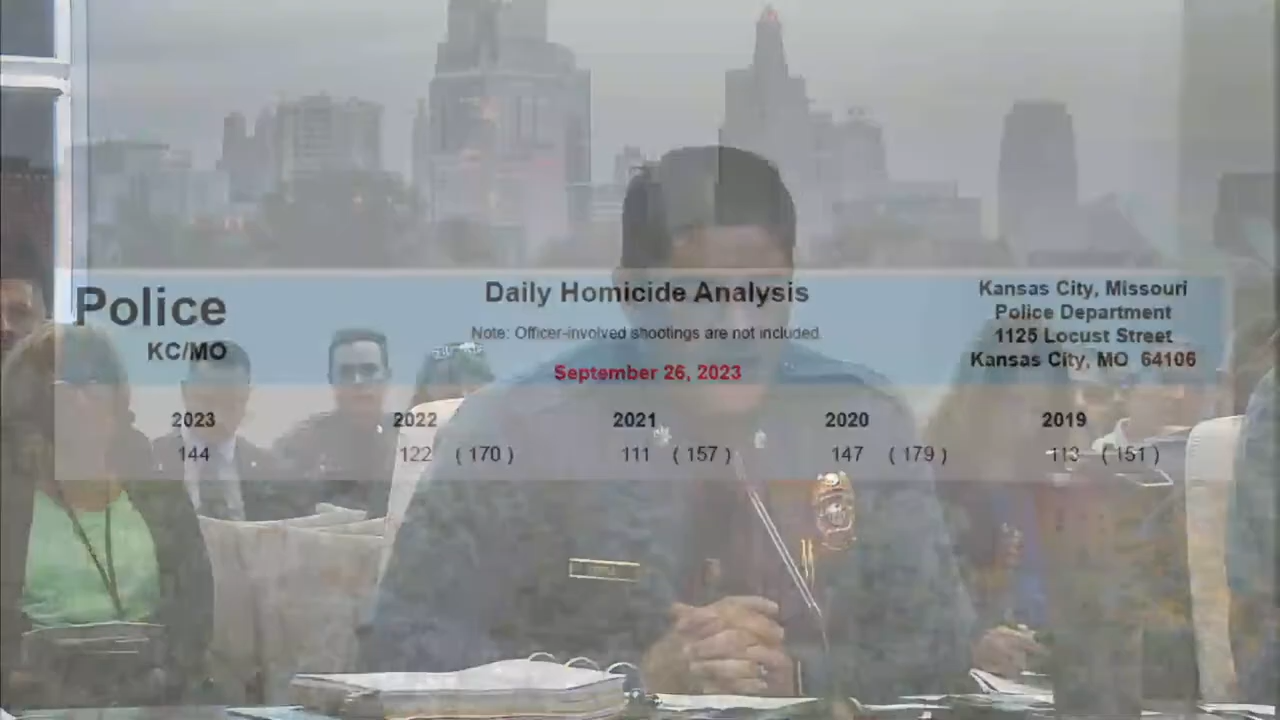 Police
KC/MO
Daily Homicide Analysis
Note: Officer-involved shootings are not included.
September 26, 2023
Kansas City, Missouri
Police Department
1125 Locust Street
Kansas City, MO 64106
2023 2022 2021 2020 2019
144 122 ( 170 ) 111 ( 157 ) 147 ( 179 ) 113 ( 151 )